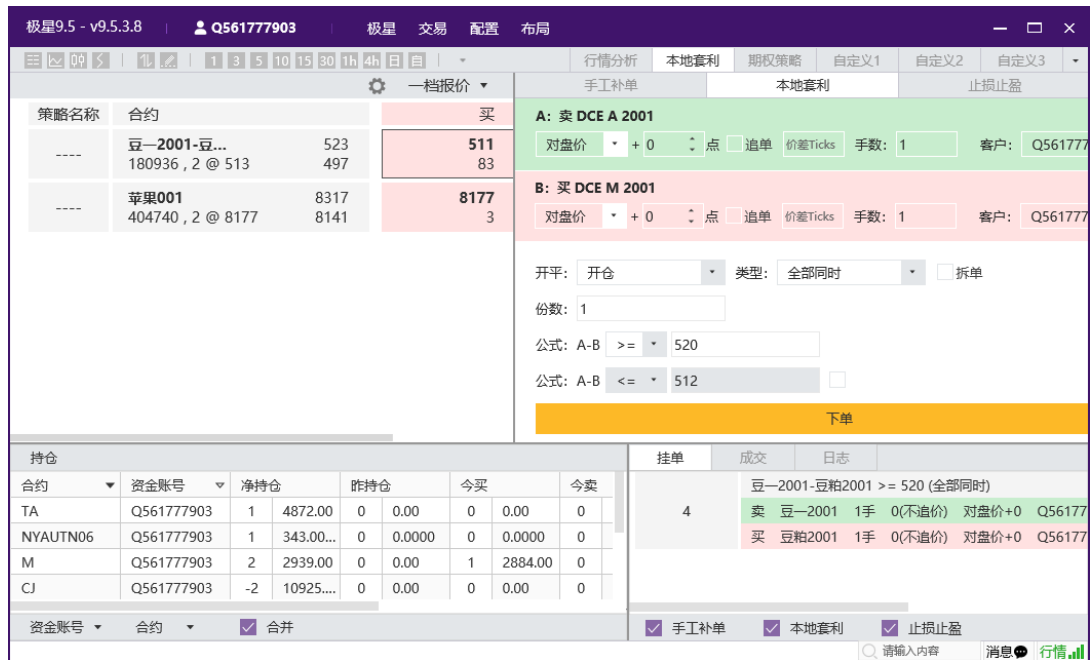 极星9.5 - v9.5.3.8 Q561777903 极星 交易 配置 布局
1 3 5 10 15 30 1h 4h 日 自 行情分析 本地套利 期权策略 自定义1 自定义2 自定义3
一档报价
策略名称 合约 买
---- 豆一2001-豆... 523 511
180936 , 2 @ 513 497 83
---- 苹果001 8317 8177
404740 , 2 @ 8177 8141 3
手工补单 本地套利 止损止盈
A: 卖 DCE A 2001
对盘价 + 0 点 追单 价差Ticks 手数: 1 客户: Q561777
B: 买 DCE M 2001
对盘价 + 0 点 追单 价差Ticks 手数: 1 客户: Q561777
开平: 开仓 类型: 全部同时 拆单
份数: 1
公式: A-B >= 520
公式: A-B <= 512
下单
持仓
合约 资金账号 净持仓 昨持仓 今买 今卖
TA Q561777903 1 4872.00 0 0.00 0 0.00 0
NYAUTN06 Q561777903 1 343.00... 0 0.0000 0 0.0000 0
M Q561777903 2 2939.00 0 0.00 1 2884.00 0
CJ Q561777903 -2 10925.... 0 0.00 0 0.00 0
资金账号 合约 合并
挂单 成交 日志
4 豆一2001-豆粕2001 >= 520 (全部同时)
卖 豆一2001 1手 0(不追价) 对盘价+0 Q56177
买 豆粕2001 1手 0(不追价) 对盘价+0 Q56177
手工补单 本地套利 止损止盈
请输入内容 消息 行情